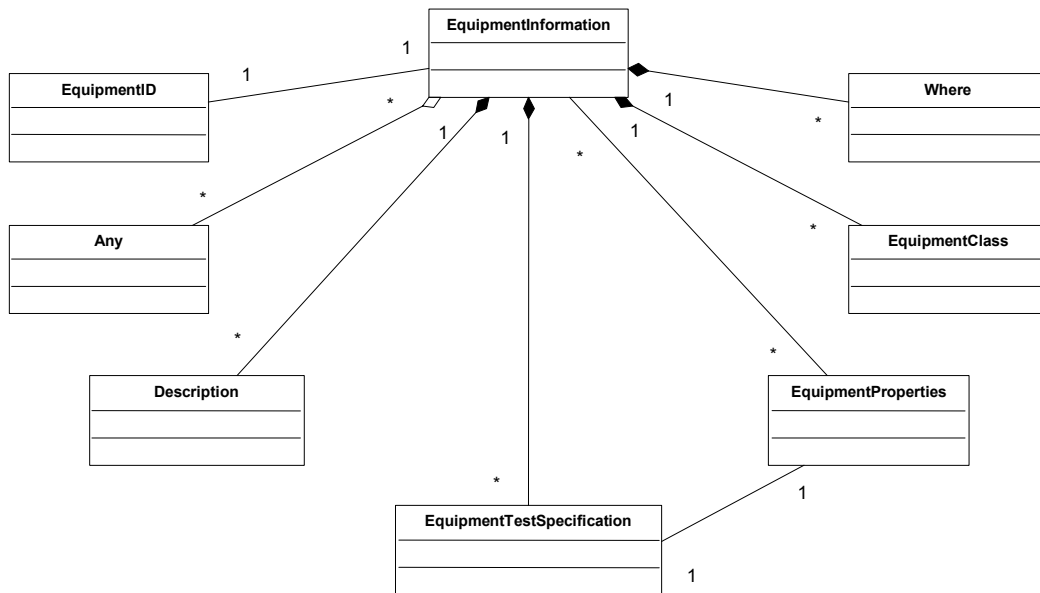 EquipmentInformation
1
1
EquipmentID
Where
*
1
*
1
1
1
*
*
*
Any
EquipmentClass
*
*
Description
EquipmentProperties
*
1
EquipmentTestSpecification
1